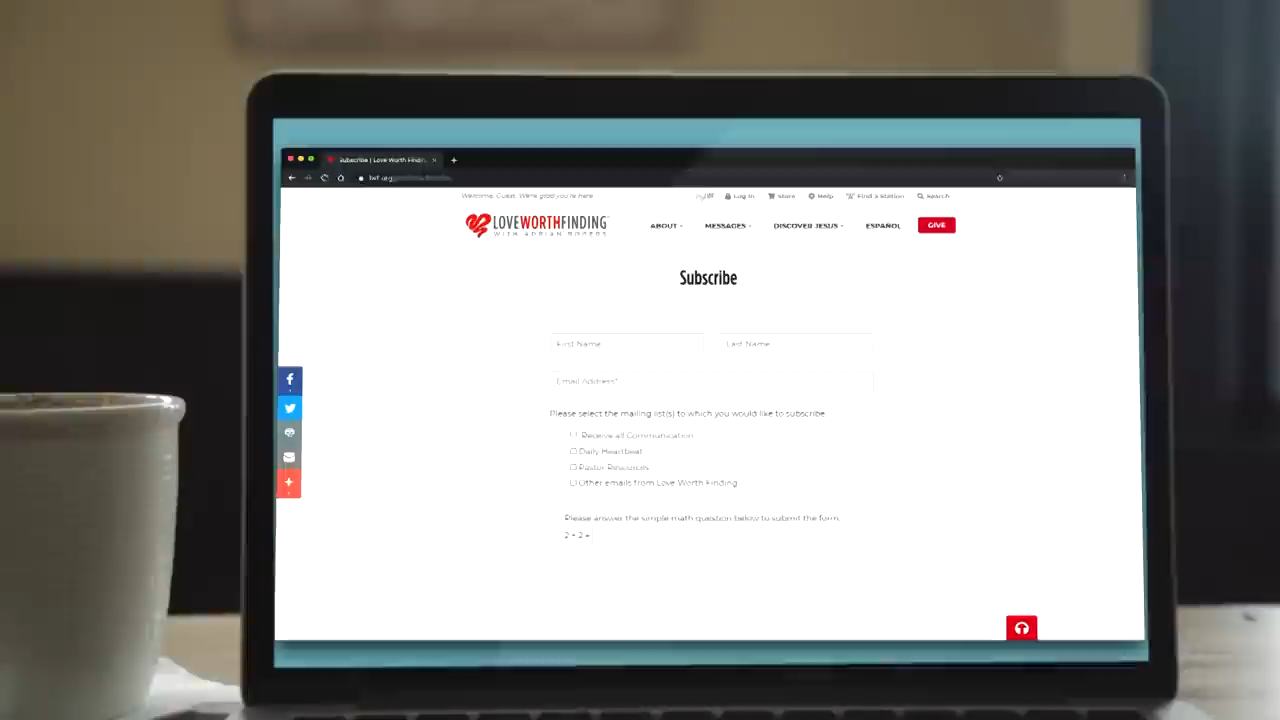 Subscribe | Love Worth Findin
lwf.org
Welcome, Guest. We're glad you're here
Log In
Store
Help
Find a Station
Search
LOVEWORTHFINDING
WITH ADRIAN ROGERS
ABOUT
MESSAGES
DISCOVER JESUS
ESPAÑOL
GIVE
Subscribe
First Name
Last Name
Email Address*
Please select the mailing list(s) to which you would like to subscribe
Receive all Communication
Daily Heartbeat
Pastor Resources
Other emails from Love Worth Finding
Please answer the simple math question below to submit the form.
2 + 2 =